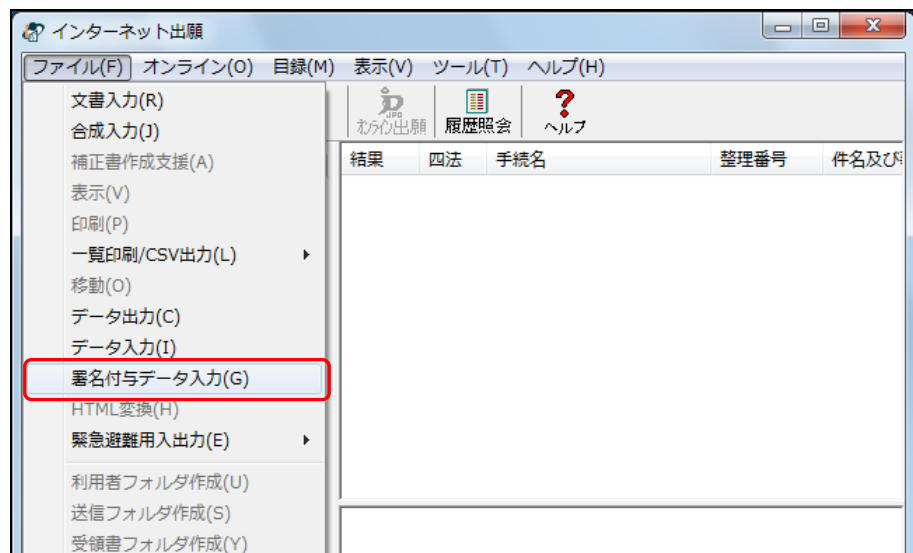 インターネット出願
ファイル(F) オンライン(O) 目録(M) 表示(V) ツール(T) ヘルプ(H)
文書入力(R)
合成入力(J)
補正書作成支援(A)
表示(V)
印刷(P)
一覧印刷/CSV出力(L)
移動(O)
データ出力(C)
データ入力(I)
署名付与データ入力(G)
HTML変換(H)
緊急避難用入出力(E)
利用者フォルダ作成(U)
送信フォルダ作成(S)
受領書フォルダ作成(Y)
JPO
オンライン出願 履歴照会 ヘルプ
結果 四法 手続名 整理番号 件名及び